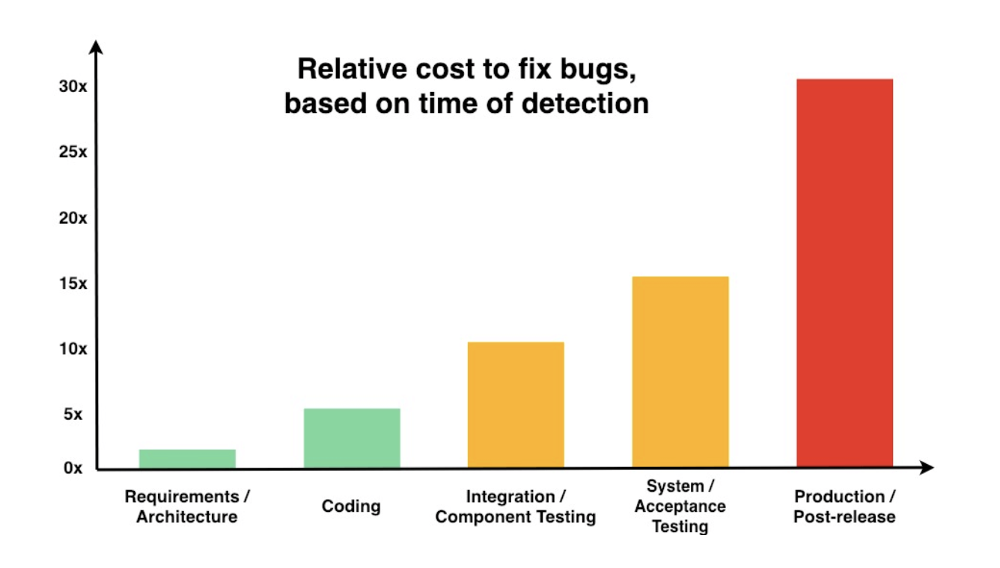 Relative cost to fix bugs,
based on time of detection
30x
25x
20x
15x
10x
5x
0x
Requirements /
Architecture
Coding
Integration /
Component Testing
System /
Acceptance
Testing
Production /
Post-release